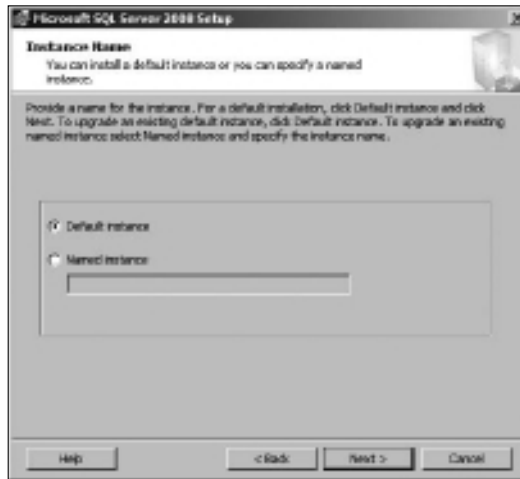 Microsoft SQL Server 2008 Setup
Instance Name
You can install a default instance or you can specify a named
instance.
Provide a name for the instance. For a default installation, click Default instance and click
Next. To upgrade an existing default instance, click Default instance. To upgrade an existing
named instance select Named instance and specify the instance name.
Default instance
Named instance
Help
< Back
Next >
Cancel